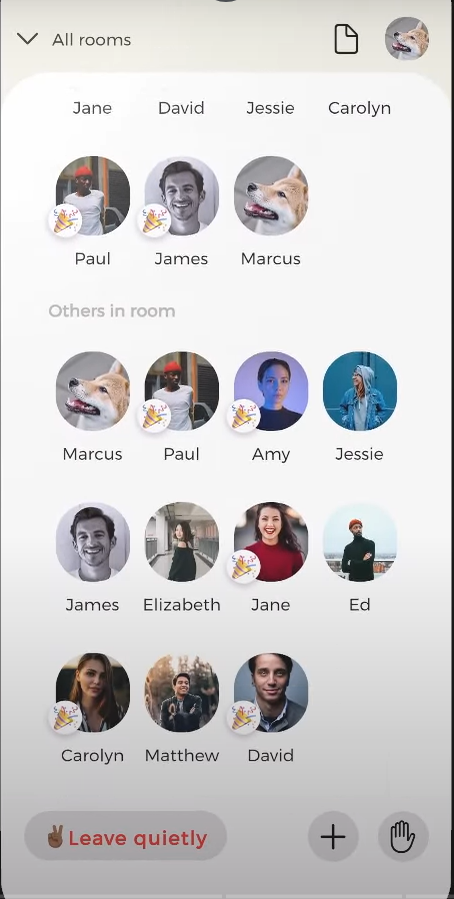 All rooms
Jane David Jessie Carolyn
Paul James Marcus
Others in room
Marcus Paul Amy Jessie
James Elizabeth Jane Ed
Carolyn Matthew David
Leave quietly